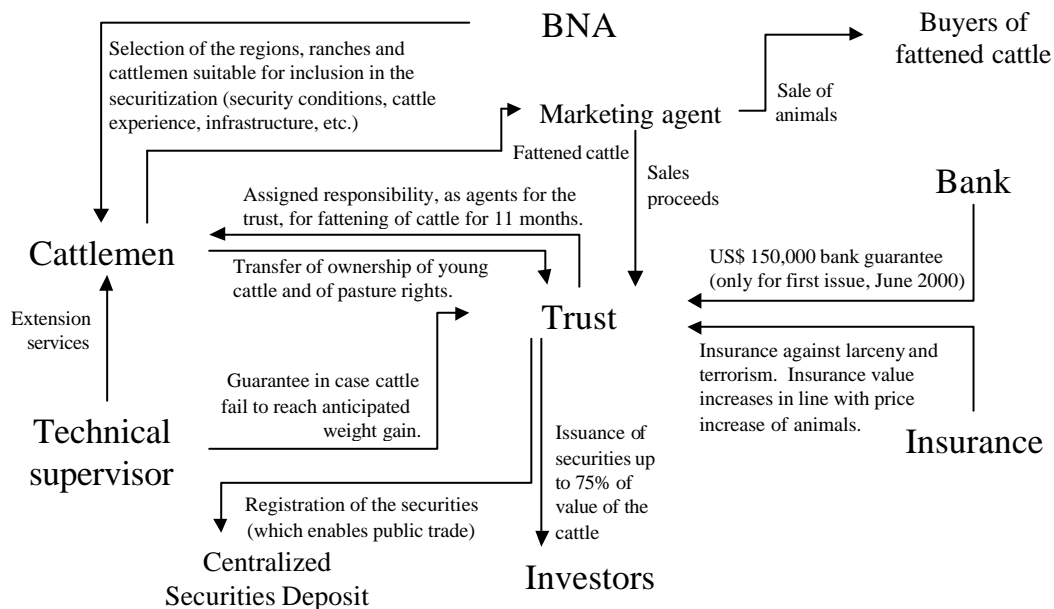 BNA
Buyers of
fattened cattle
Selection of the regions, ranches and
cattlemen suitable for inclusion in the
securitization (security conditions, cattle
experience, infrastructure, etc.)
Sale of
animals
Marketing agent
Fattened cattle
Sales
proceeds
Bank
Assigned responsibility, as agents for the
trust, for fattening of cattle for 11 months.
Cattlemen
Transfer of ownership of young
cattle and of pasture rights.
US$ 150,000 bank guarantee
(only for first issue, June 2000)
Trust
Extension
services
Insurance against larceny and
terrorism. Insurance value
increases in line with price
increase of animals.
Guarantee in case cattle
fail to reach anticipated
weight gain.
Technical
supervisor
Issuance of
securities up
to 75% of
value of the
cattle
Insurance
Registration of the securities
(which enables public trade)
Centralized
Securities Deposit
Investors